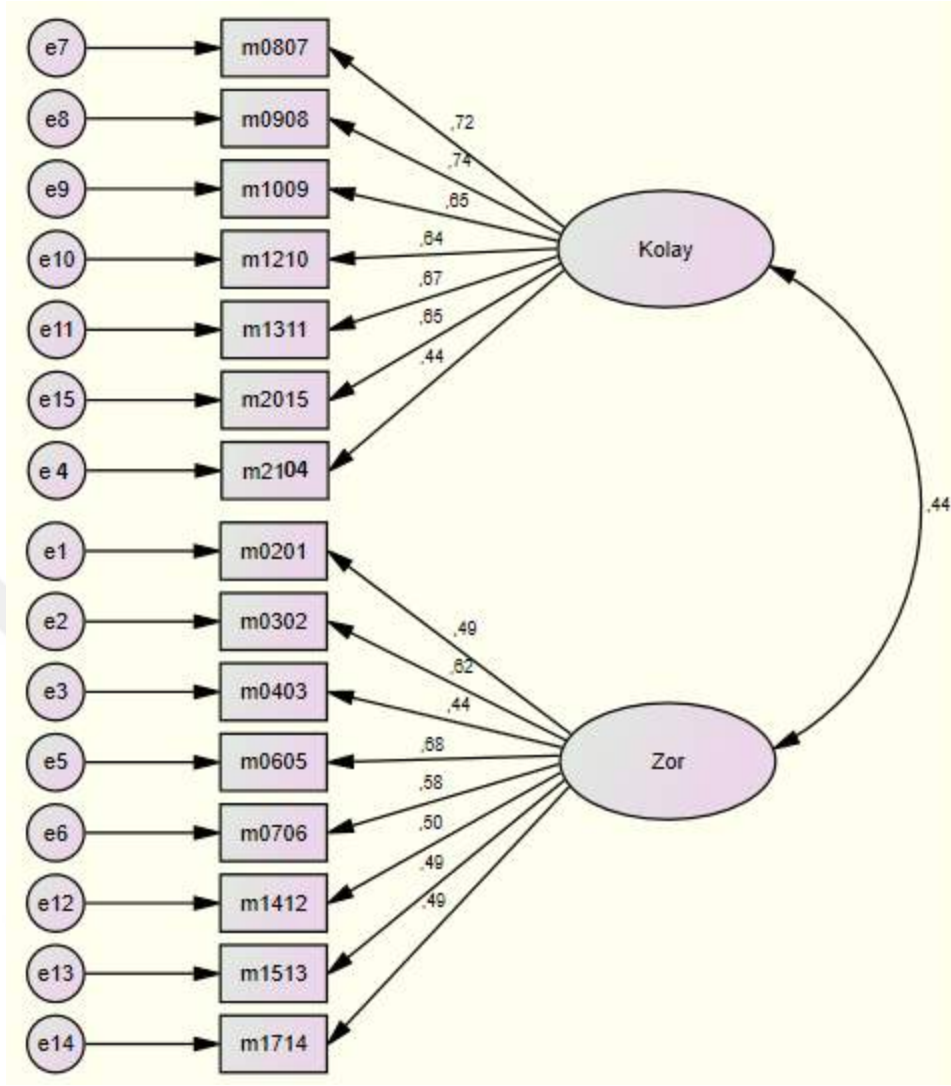 e7 m0807
,72
e8 m0908
,74
e9 m1009
,65
e10 m1210
,64
Kolay
e11 m1311
,67
e15 m2015
,65
e4 m2104
,44
,44
e1 m0201
,49
e2 m0302
,62
e3 m0403
,44
e5 m0605
,68
Zor
e6 m0706
,58
e12 m1412
,50
e13 m1513
,49
e14 m1714
,49